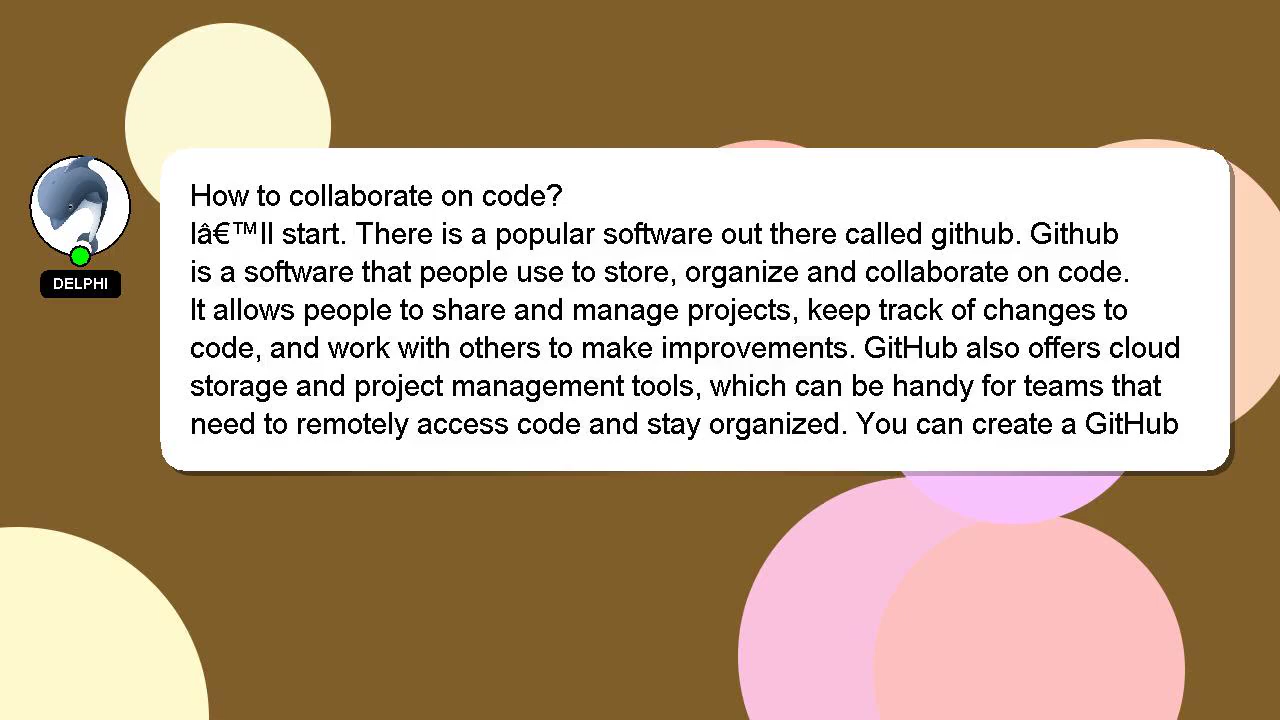 How to collaborate on code?
Iâ€™ll start. There is a popular software out there called github. Github
is a software that people use to store, organize and collaborate on code.
It allows people to share and manage projects, keep track of changes to
code, and work with others to make improvements. GitHub also offers cloud
storage and project management tools, which can be handy for teams that
need to remotely access code and stay organized. You can create a GitHub
DELPHI